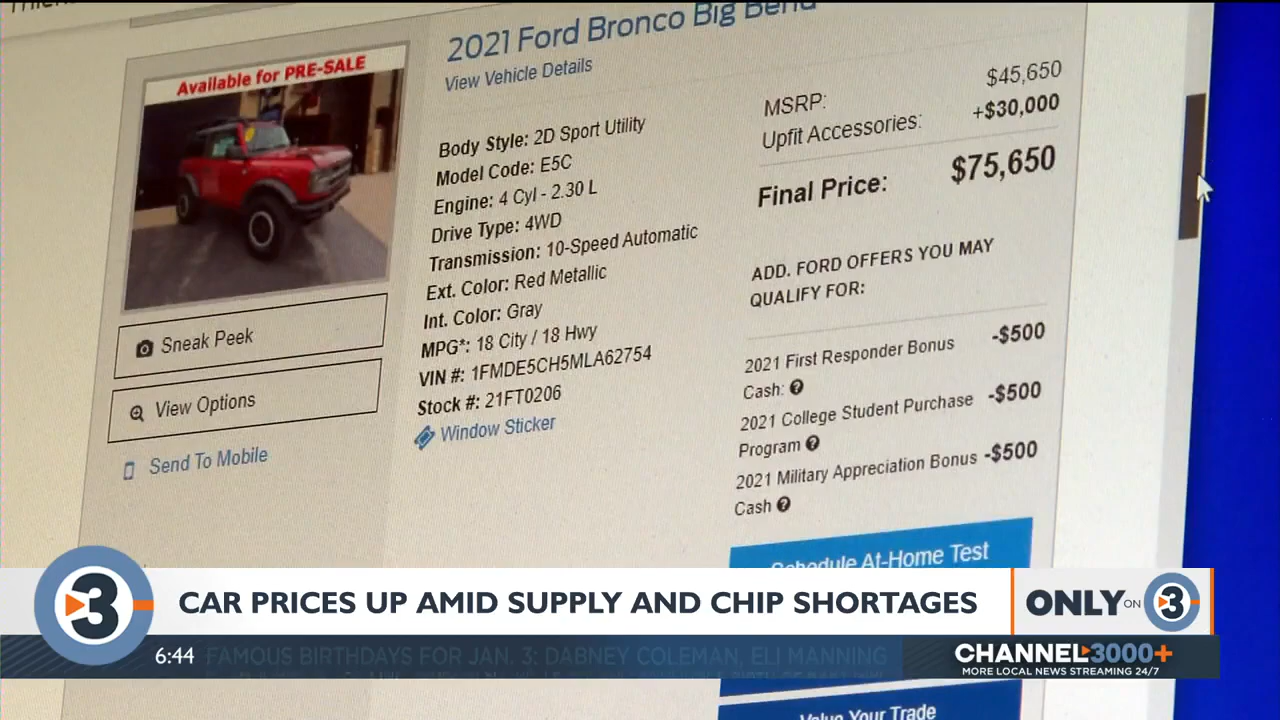 Available for PRE-SALE
2021 Ford Bronco Big Bend
View Vehicle Details
Body Style: 2D Sport Utility
Model Code: E5C
Engine: 4 Cyl - 2.30 L
Drive Type: 4WD
Transmission: 10-Speed Automatic
Ext. Color: Red Metallic
Int. Color: Gray
MPG*: 18 City / 18 Hwy
VIN #: 1FMDE5CH5MLA62754
Stock #: 21FT0206
Window Sticker
Sneak Peek
View Options
Send To Mobile
MSRP: $45,650
Upfit Accessories: +$30,000
Final Price: $75,650
ADD. FORD OFFERS YOU MAY
QUALIFY FOR:
2021 First Responder Bonus -$500
Cash: ?
2021 College Student Purchase -$500
Program ?
2021 Military Appreciation Bonus -$500
Cash ?
Schedule At-Home Test
3 CAR PRICES UP AMID SUPPLY AND CHIP SHORTAGES
ONLY ON 3
6:44 FAMOUS BIRTHDAYS FOR JAN. 3: DABNEY COLEMAN, ELI MANNING
CHANNEL3000+
MORE LOCAL NEWS STREAMING 24/7
Value Your Trade